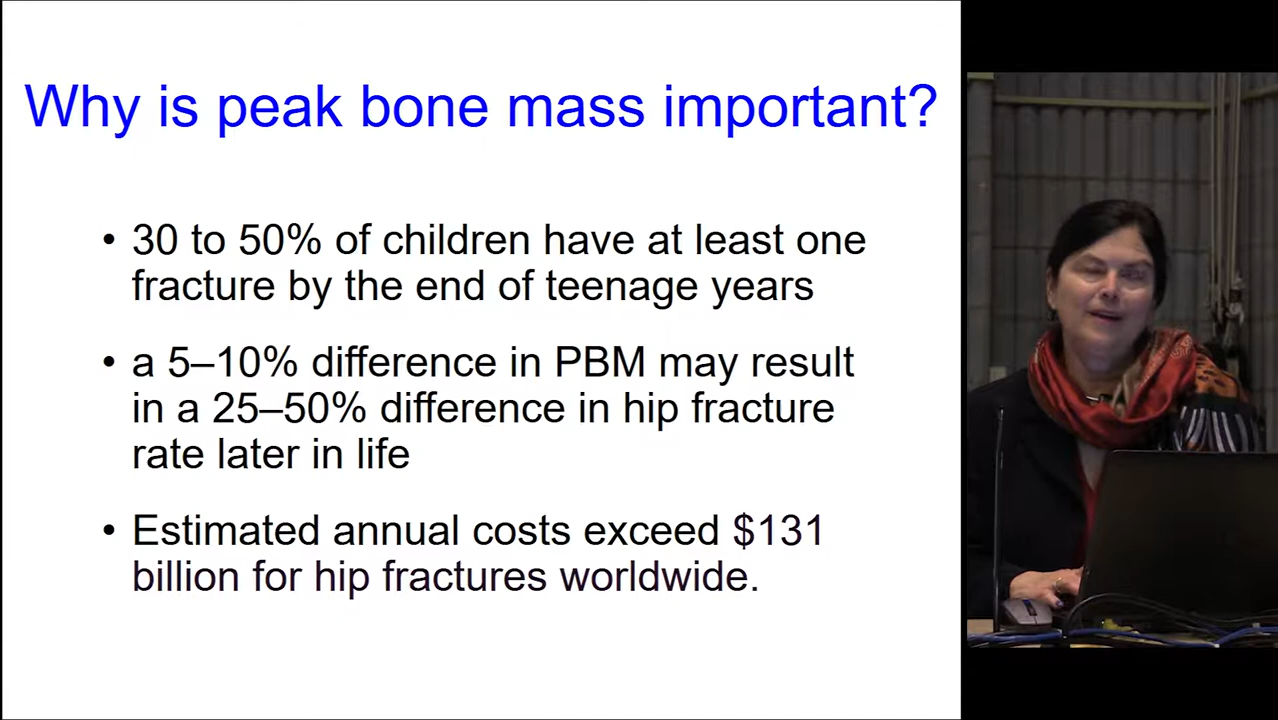 Why is peak bone mass important?
• 30 to 50% of children have at least one
fracture by the end of teenage years
• a 5–10% difference in PBM may result
in a 25–50% difference in hip fracture
rate later in life
• Estimated annual costs exceed $131
billion for hip fractures worldwide.